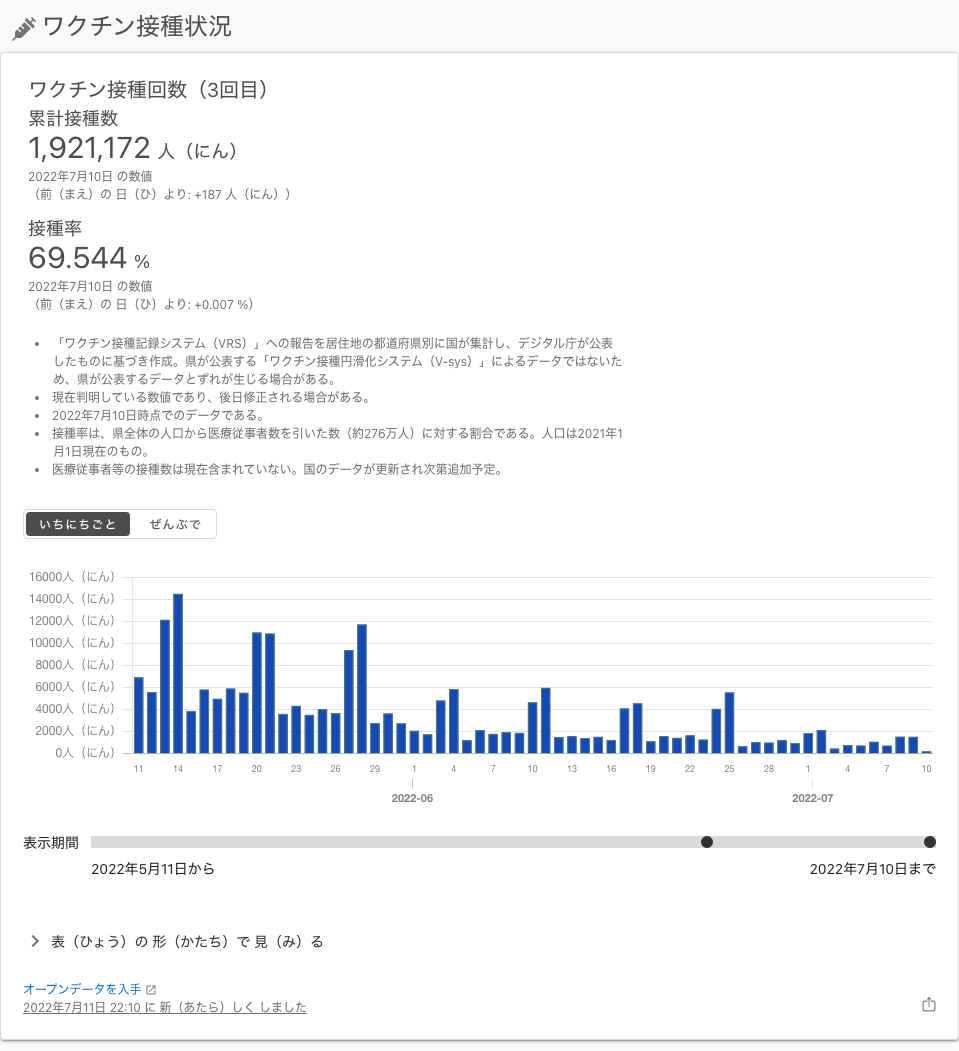 ワクチン接種状況
ワクチン接種回数（3回目）
累計接種数
1,921,172 人（にん）
2022年7月10日 の数値
（前（まえ）の 日（ひ）より: +187 人（にん））
接種率
69.544 %
2022年7月10日 の数値
（前（まえ）の 日（ひ）より: +0.007 %）
• 「ワクチン接種記録システム（VRS）」への報告を居住地の都道府県別に国が集計し、デジタル庁が公表
したものに基づき作成。県が公表する「ワクチン接種円滑化システム（V-sys）」によるデータではないた
め、県が公表するデータとずれが生じる場合がある。
• 現在判明している数値であり、後日修正される場合がある。
• 2022年7月10日時点でのデータである。
• 接種率は、県全体の人口から医療従事者数を引いた数（約276万人）に対する割合である。人口は2021年1
月1日現在のもの。
• 医療従事者等の接種数は現在含まれていない。国のデータが更新され次第追加予定。
いちにちごと ぜんぶで
16000人（にん）
14000人（にん）
12000人（にん）
10000人（にん）
8000人（にん）
6000人（にん）
4000人（にん）
2000人（にん）
0人（にん）
11 14 17 20 23 26 29 1 4 7 10 13 16 19 22 25 28 1 4 7 10
2022-06 2022-07
表示期間
2022年5月11日から 2022年7月10日まで
表（ひょう）の 形（かたち）で 見（み）る
オープンデータを入手
2022年7月11日 22:10 に 新（あたら）しく しました